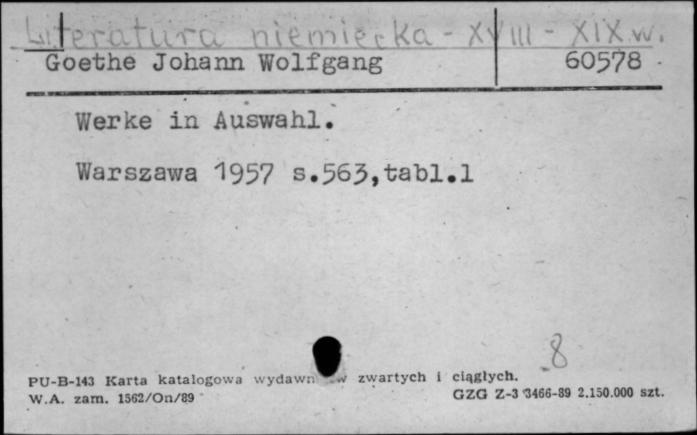 Literatura niemiecka - XVIII - XIX w.
Goethe Johann Wolfgang 60578
Werke in Auswahl.
Warszawa 1957 s.563,tabl.1
8
PU-B-143 Karta katalogowa wydawn w zwartych i ciągłych.
W.A. zam. 1562/On/89 GZG Z-3 3466-89 2.150.000 szt.